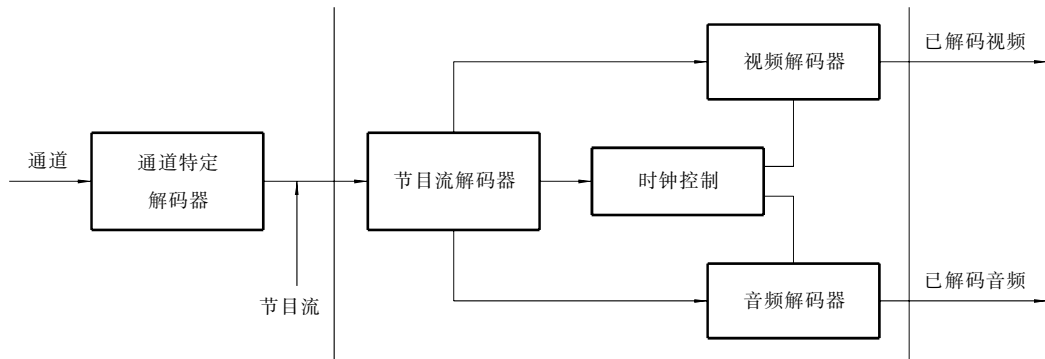 已解码视频
视频解码器
通道
通道特定
解码器
节目流解码器
时钟控制
节目流
音频解码器
已解码音频